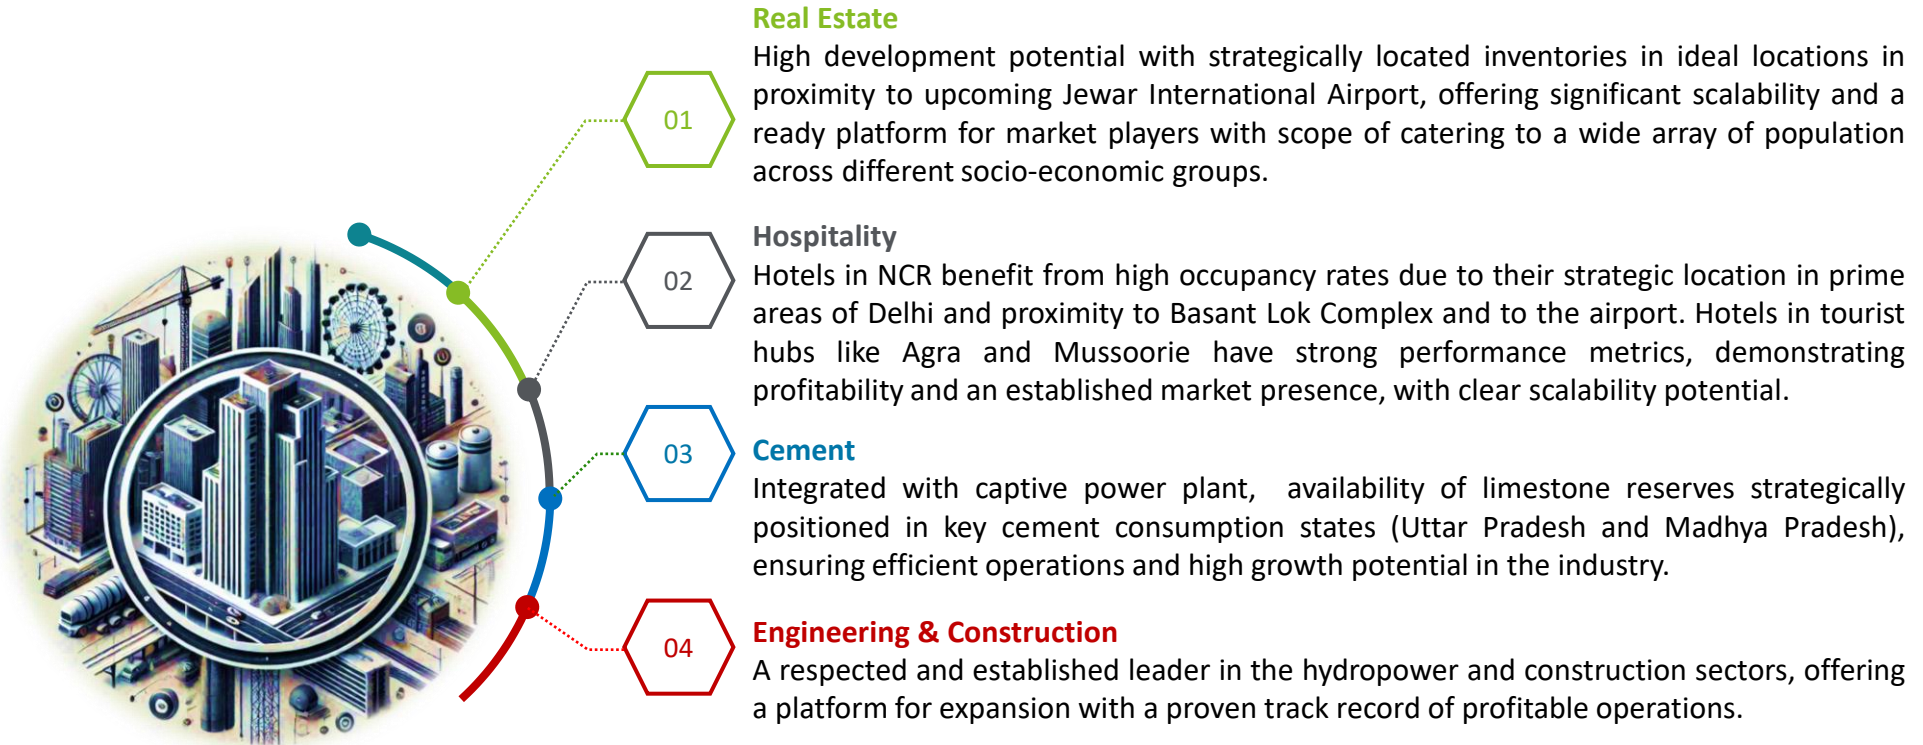 Real Estate
High development potential with strategically located inventories in ideal locations in
proximity to upcoming Jewar International Airport, offering significant scalability and a
ready platform for market players with scope of catering to a wide array of population
across different socio-economic groups.
01
Hospitality
Hotels in NCR benefit from high occupancy rates due to their strategic location in prime
areas of Delhi and proximity to Basant Lok Complex and to the airport. Hotels in tourist
hubs like Agra and Mussoorie have strong performance metrics, demonstrating
profitability and an established market presence, with clear scalability potential.
02
Cement
Integrated with captive power plant, availability of limestone reserves strategically
positioned in key cement consumption states (Uttar Pradesh and Madhya Pradesh),
ensuring efficient operations and high growth potential in the industry.
03
Engineering & Construction
A respected and established leader in the hydropower and construction sectors, offering
a platform for expansion with a proven track record of profitable operations.
04